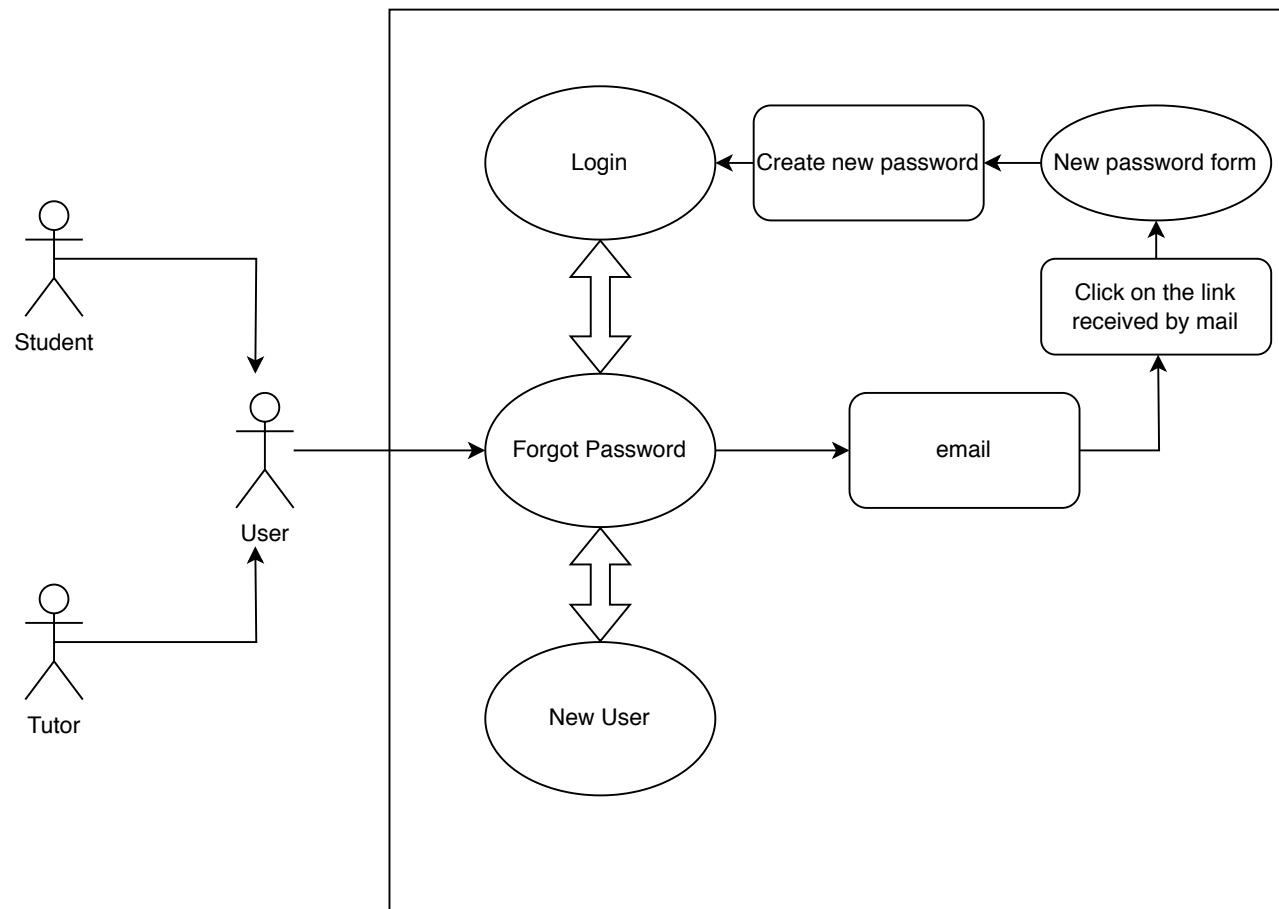 Login
Create new password
New password form
Student
Click on the link
received by mail
User
Forgot Password
email
Tutor
New User